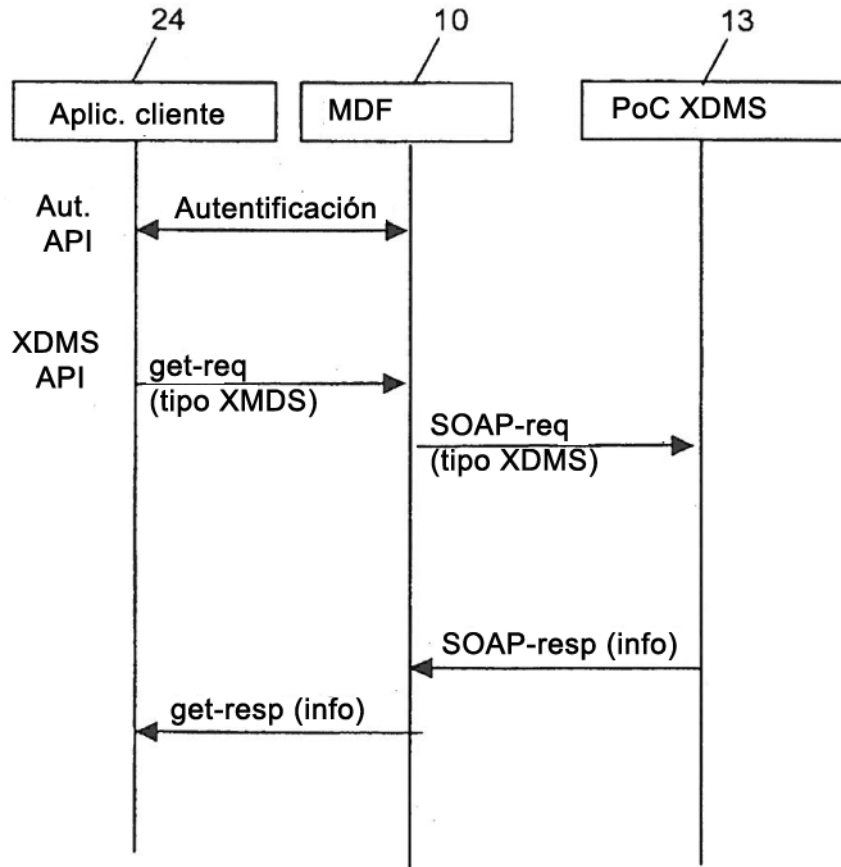 24
10
13
Aplic. cliente
MDF
PoC XDMS
Aut.
API
Autentificación
XDMS
API
get-req
(tipo XMDS)
SOAP-req
(tipo XDMS)
SOAP-resp (info)
get-resp (info)